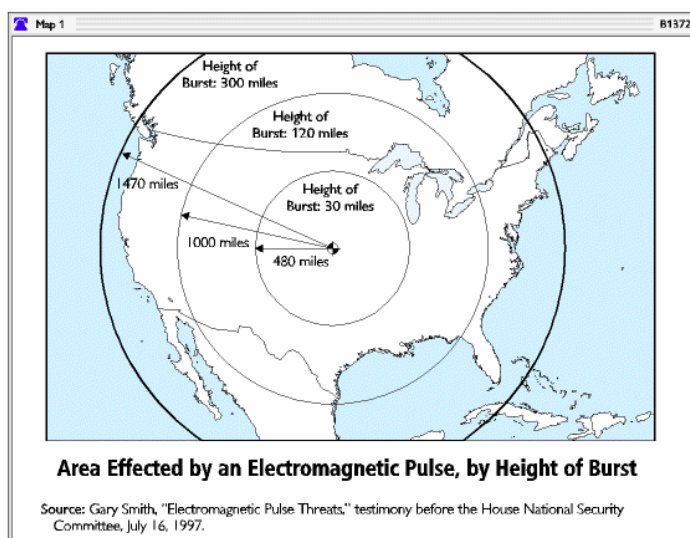 Map 1
B1372
Height of
Burst: 300 miles
Height of
Burst: 120 miles
1470 miles
Height of
Burst: 30 miles
1000 miles
480 miles
Area Effected by an Electromagnetic Pulse, by Height of Burst
Source: Gary Smith, "Electromagnetic Pulse Threats," testimony before the House National Security
Committee, July 16, 1997.